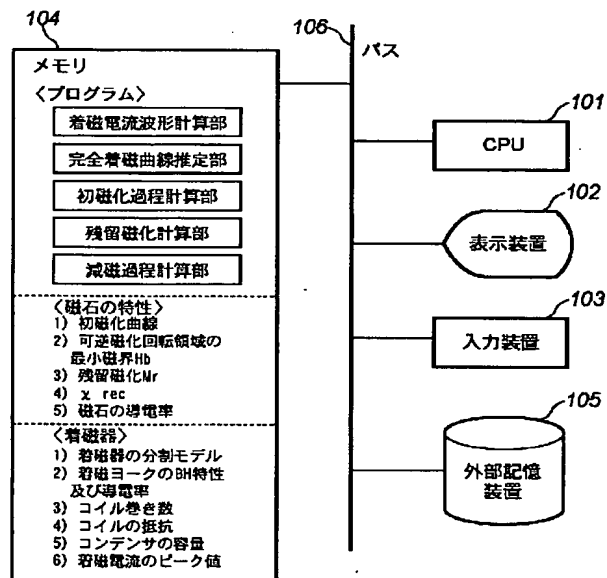 104
106
メモリ
バス
〈プログラム〉
101
着磁電流波形計算部
CPU
完全着磁曲線推定部
102
初磁化過程計算部
表示装置
残留磁化計算部
減磁過程計算部
103
〈磁石の特性〉
入力装置
1) 初磁化曲線
2) 可逆磁化回転領域の
最小磁界Hb
3) 残留磁化Mr
4) χ rec
5) 磁石の導電率
105
外部記憶
装置
〈着磁器〉
1) 着磁器の分割モデル
2) 着磁ヨークのBH特性
及び導電率
3) コイル巻き数
4) コイルの抵抗
5) コンデンサの容量
6) 着磁電流のピーク値